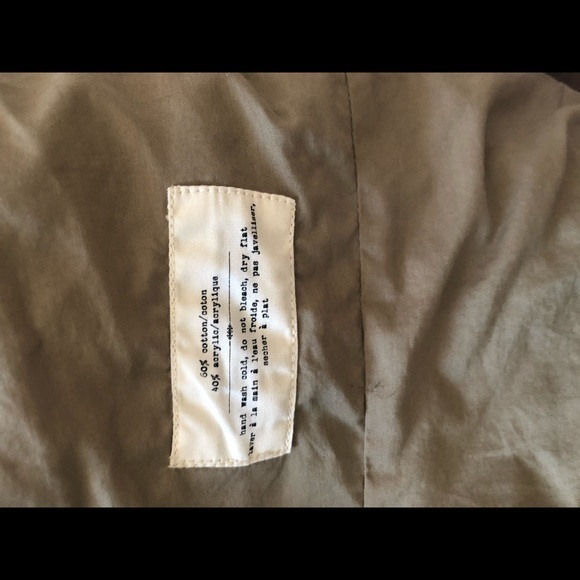 60% cotton/coton
40% acrylic/acrylique
hand wash cold, do not bleach, dry flat
laver à la main à l'eau froide, ne pas javelliser,
secher à plat